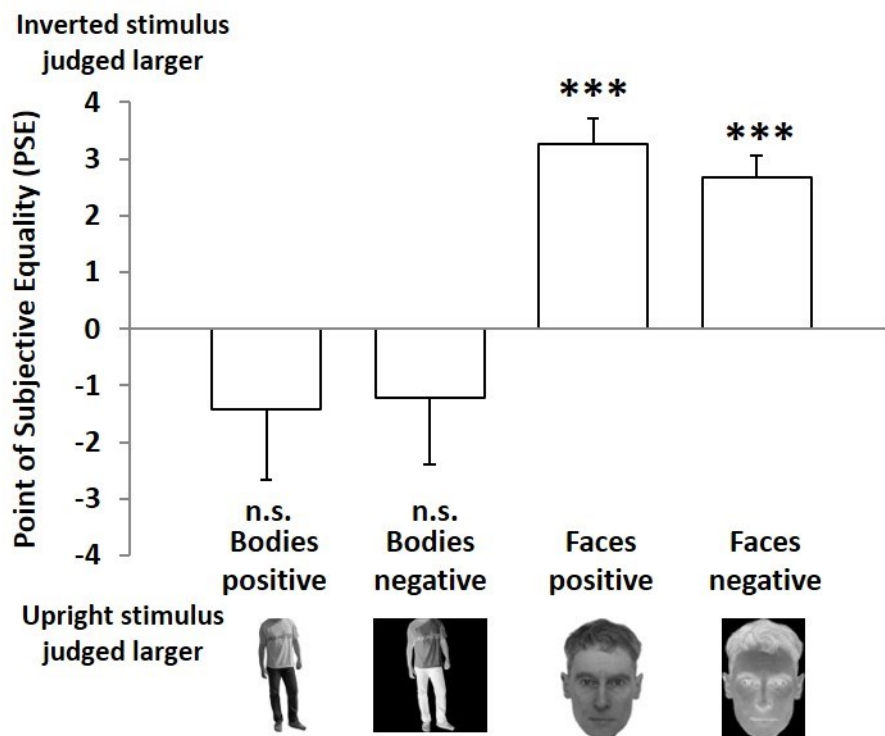 Inverted stimulus
judged larger
Point of Subjective Equality (PSE)
4
3
2
1
0
-1
-2
-3
-4
***
***
n.s.
n.s.
Bodies
positive
Bodies
negative
Faces
positive
Faces
negative
Upright stimulus
judged larger